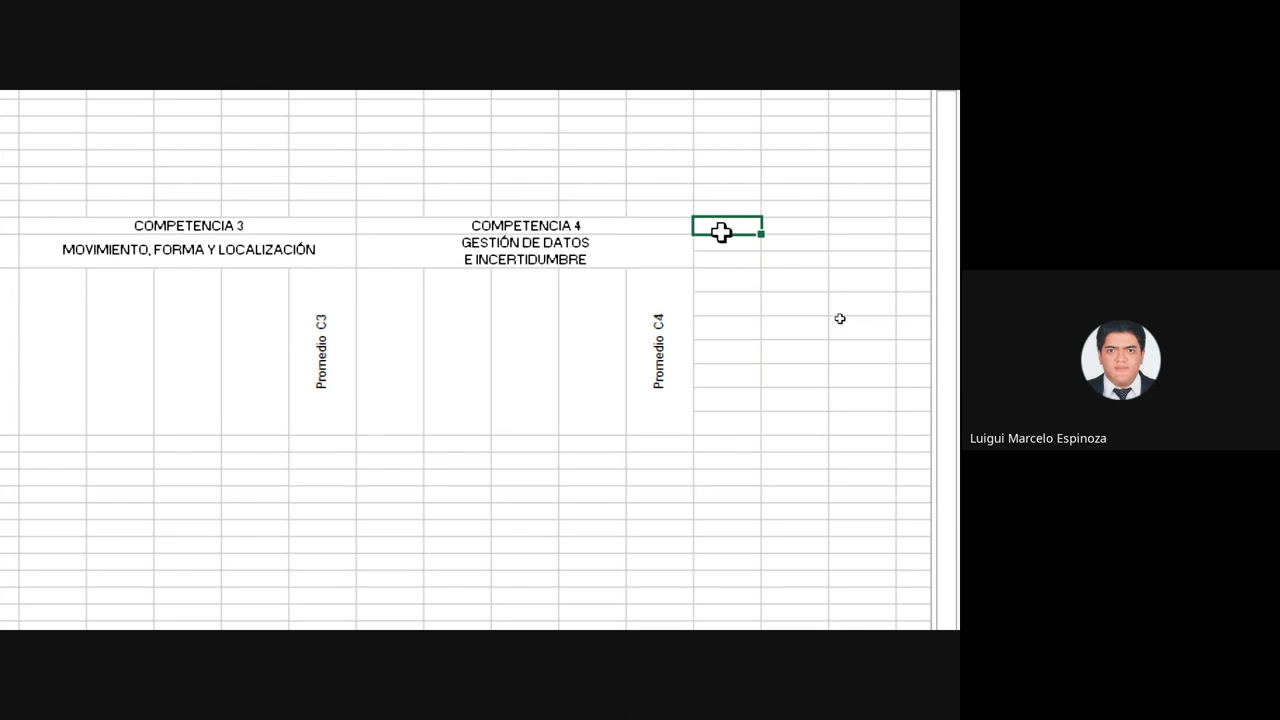 COMPETENCIA 3
MOVIMIENTO, FORMA Y LOCALIZACIÓN
COMPETENCIA 4
GESTIÓN DE DATOS
E INCERTIDUMBRE
Promedio C3
Promedio C4
Luigui Marcelo Espinoza